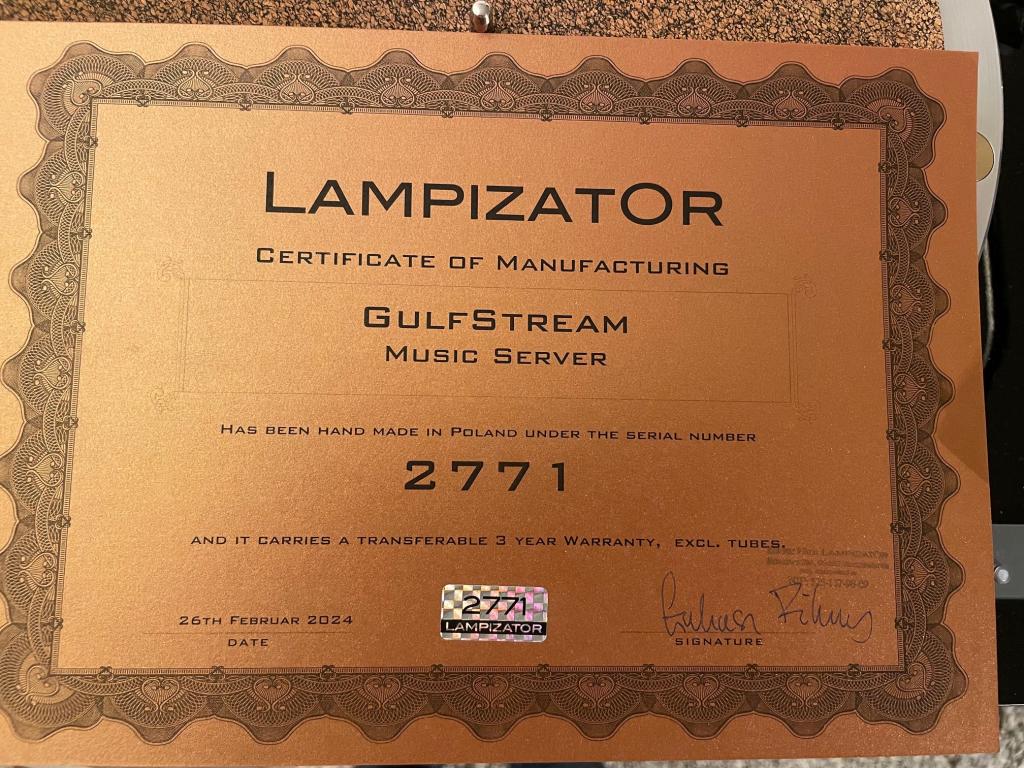 LAMPIZATOR
CERTIFICATE OF MANUFACTURING
GULFSTREAM
MUSIC SERVER
HAS BEEN HAND MADE IN POLAND UNDER THE SERIAL NUMBER
2771
AND IT CARRIES A TRANSFERABLE 3 YEAR WARRANTY, EXCL. TUBES.
LAMPIZATOR
26TH FEBRUAR 2024
DATE
2771
LAMPIZATOR
SIGNATURE